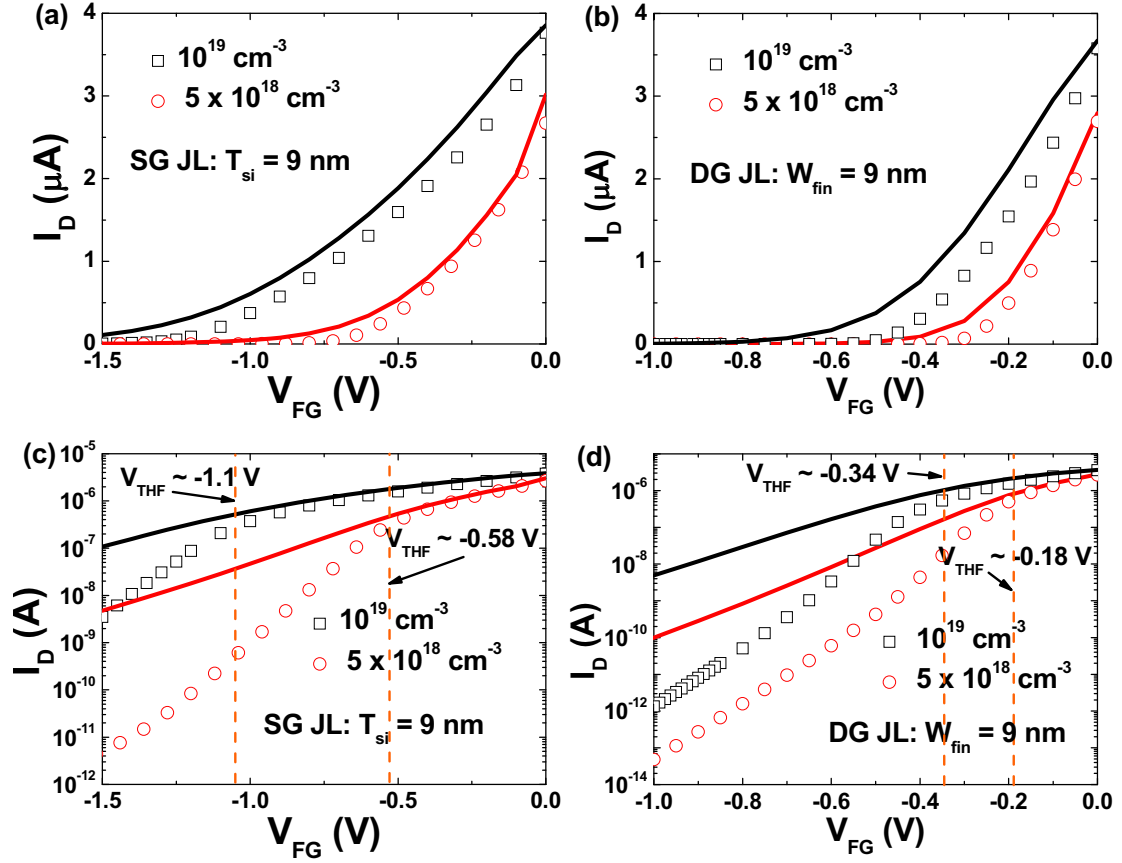 (a)
10¹⁹ cm⁻³
5 x 10¹⁸ cm⁻³
SG JL: T_si = 9 nm
I_D (μA)
4
3
2
1
0
-1.5 -1.0 -0.5 0.0
V_FG (V)
(b)
10¹⁹ cm⁻³
5 x 10¹⁸ cm⁻³
DG JL: W_fin = 9 nm
I_D (μA)
4
3
2
1
0
-1.0 -0.8 -0.6 -0.4 -0.2 0.0
V_FG (V)
(c)
V_THF ~ -1.1 V
V_THF ~ -0.58 V
10¹⁹ cm⁻³
5 x 10¹⁸ cm⁻³
SG JL: T_si = 9 nm
I_D (A)
10⁻⁵
10⁻⁶
10⁻⁷
10⁻⁸
10⁻⁹
10⁻¹⁰
10⁻¹¹
10⁻¹²
-1.5 -1.0 -0.5 0.0
V_FG (V)
(d)
V_THF ~ -0.34 V
V_THF ~ -0.18 V
10¹⁹ cm⁻³
5 x 10¹⁸ cm⁻³
DG JL: W_fin = 9 nm
I_D (A)
10⁻⁶
10⁻⁸
10⁻¹⁰
10⁻¹²
10⁻¹⁴
-1.0 -0.8 -0.6 -0.4 -0.2 0.0
V_FG (V)